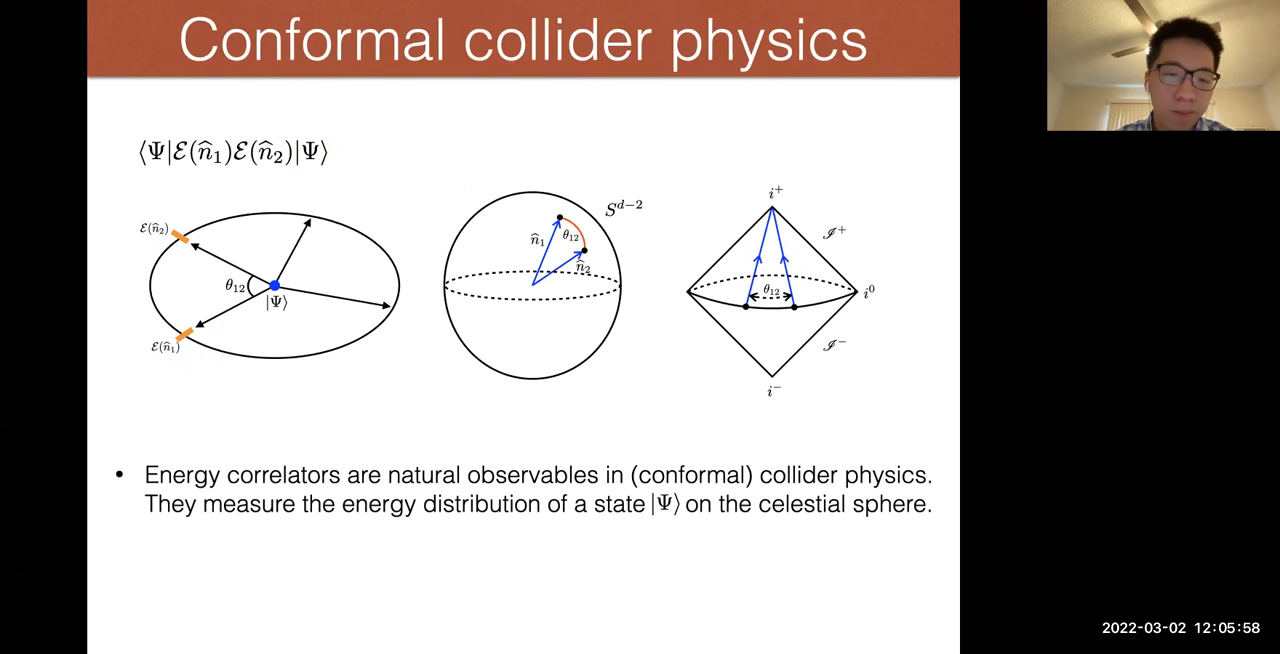 Conformal collider physics
⟨Ψ|ℰ(n̂₁)ℰ(n̂₂)|Ψ⟩
ℰ(n̂₂)
θ₁₂
|Ψ⟩
ℰ(n̂₁)
S^{d−2}
n̂₁
θ₁₂
n̂₂
i⁺
𝒥⁺
θ₁₂
i⁰
𝒥⁻
i⁻
• Energy correlators are natural observables in (conformal) collider physics.
They measure the energy distribution of a state |Ψ⟩ on the celestial sphere.
2022-03-02 12:05:58